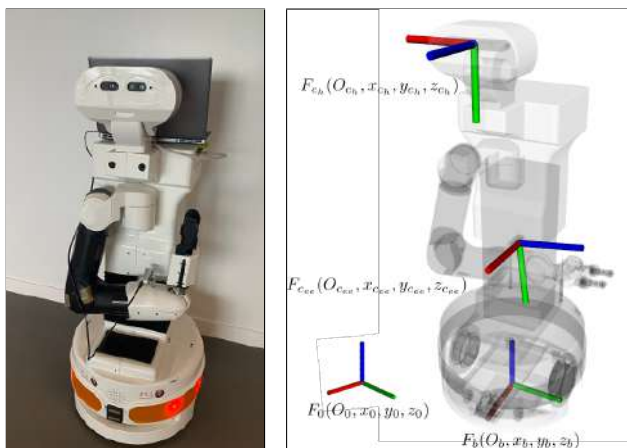 F_{c_h}(O_{c_h}, x_{c_h}, y_{c_h}, z_{c_h})
F_{c_{ee}}(O_{c_{ee}}, x_{c_{ee}}, y_{c_{ee}}, z_{c_{ee}})
F_0(O_0, x_0, y_0, z_0)
F_b(O_b, x_b, y_b, z_b)